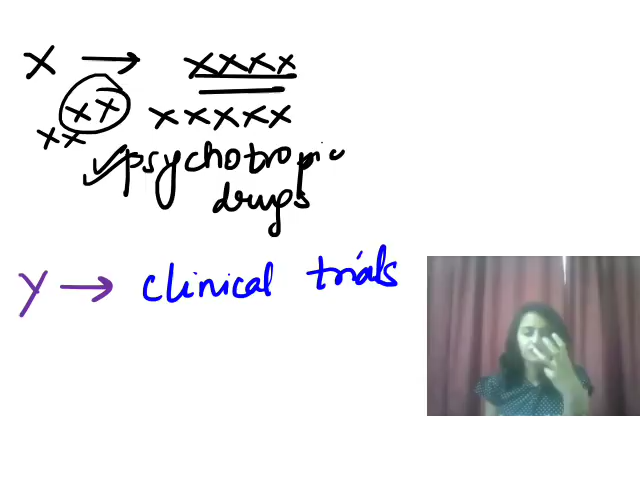 X → XXXX
XX XXXXX
XX
psychotropic
drugs
y → clinical trials